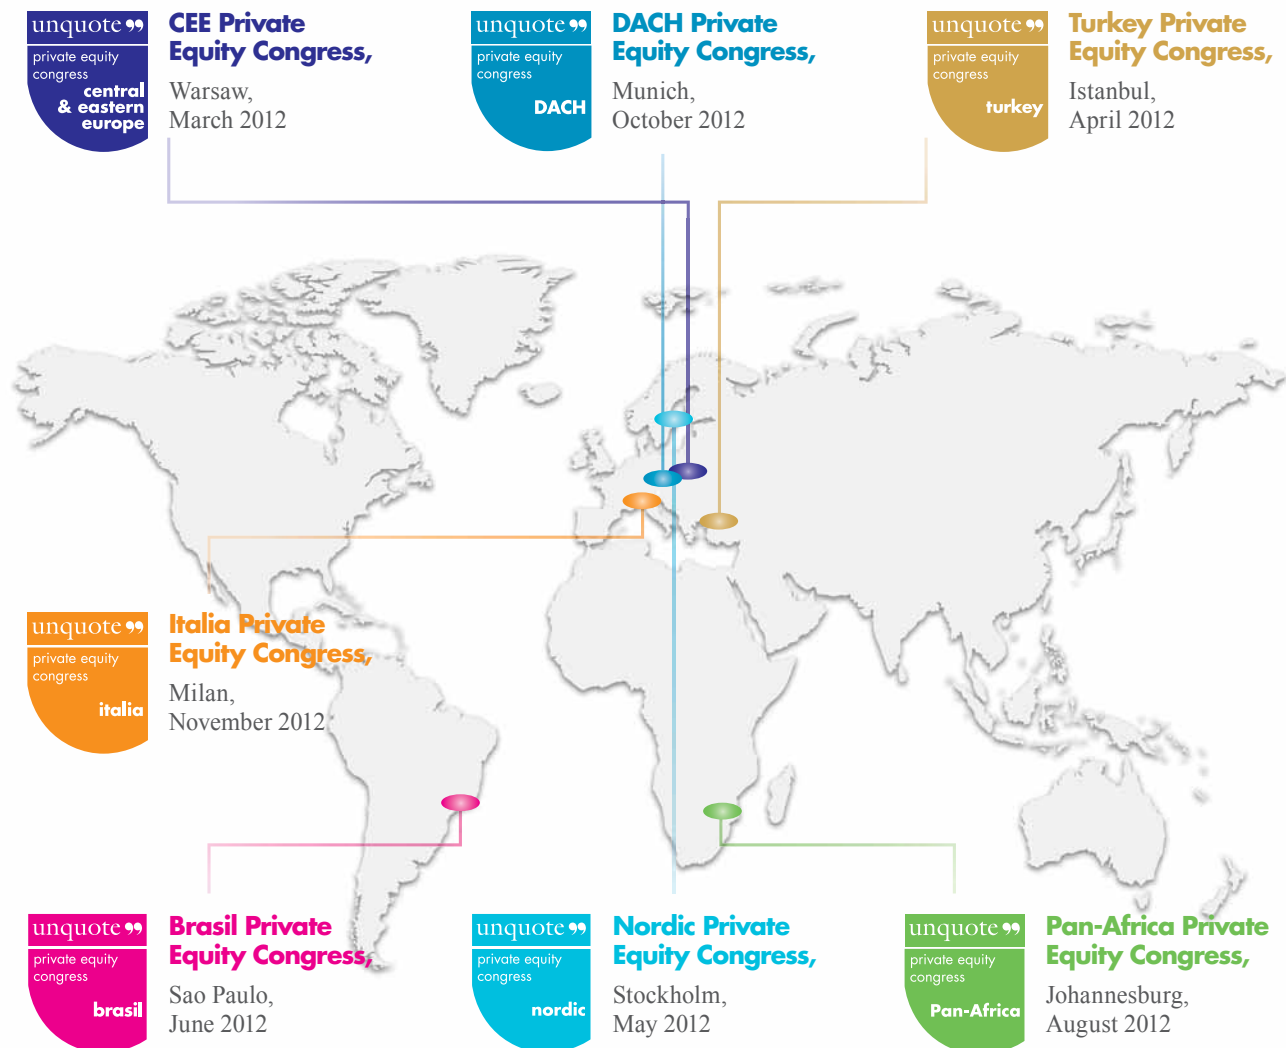 unquote ”
private equity
congress
central
& eastern
europe
CEE Private
Equity Congress,
Warsaw,
March 2012
unquote ”
private equity
congress
DACH
DACH Private
Equity Congress,
Munich,
October 2012
unquote ”
private equity
congress
turkey
Turkey Private
Equity Congress,
Istanbul,
April 2012
unquote ”
private equity
congress
italia
Italia Private
Equity Congress,
Milan,
November 2012
unquote ”
private equity
congress
brasil
Brasil Private
Equity Congress,
Sao Paulo,
June 2012
unquote ”
private equity
congress
nordic
Nordic Private
Equity Congress,
Stockholm,
May 2012
unquote ”
private equity
congress
Pan-Africa
Pan-Africa Private
Equity Congress,
Johannesburg,
August 2012